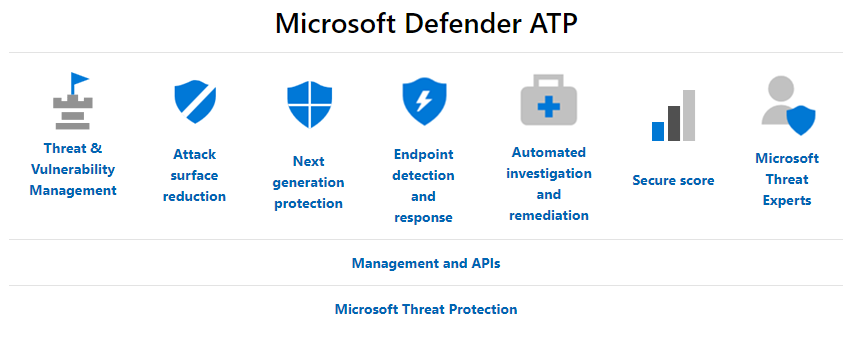 Microsoft Defender ATP
Threat &
Vulnerability
Management
Attack
surface
reduction
Next
generation
protection
Endpoint
detection
and
response
Automated
investigation
and
remediation
Secure score
Microsoft
Threat
Experts
Management and APIs
Microsoft Threat Protection